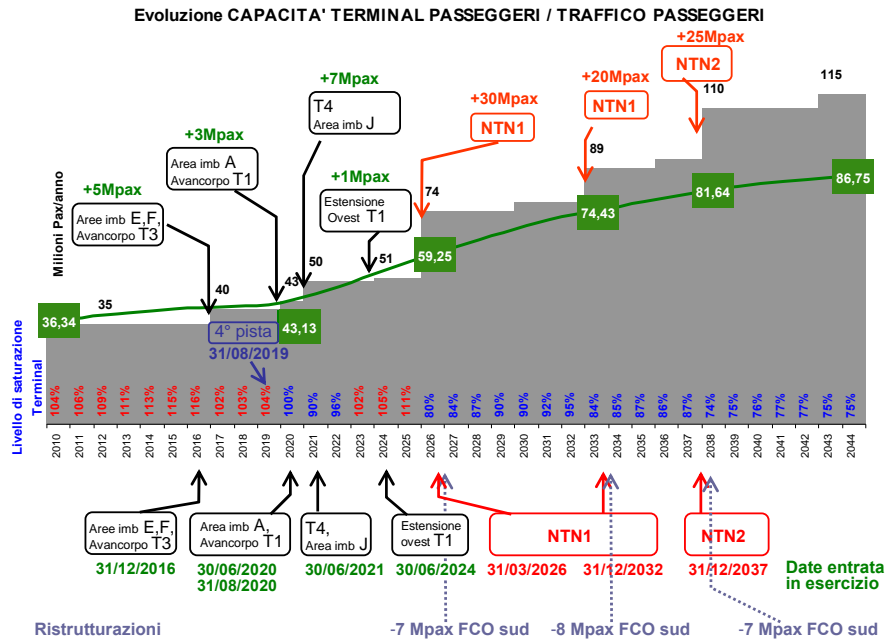 Evoluzione CAPACITA' TERMINAL PASSEGGERI / TRAFFICO PASSEGGERI
+25Mpax
NTN2
+7Mpax
+20Mpax
110
115
T4
Area imb J
+30Mpax
NTN1
NTN1
+3Mpax
89
Area imb A
Avancorpo T1
+1Mpax
74
86,75
+5Mpax
Estensione
Ovest T1
81,64
Aree imb E,F,
Avancorpo T3
74,43
Milioni Pax/anno
59,25
50
51
43
40
35
36,34
4° pista
43,13
31/08/2019
Livello di saturazione
Terminal
104% 106% 109% 111% 113% 115% 116% 102% 103% 104% 100% 90% 96% 102% 105% 111% 80% 84% 87% 90% 90% 92% 95% 84% 85% 87% 86% 87% 74% 75% 76% 77% 77% 75% 75%
2010 2011 2012 2013 2014 2015 2016 2017 2018 2019 2020 2021 2022 2023 2024 2025 2026 2027 2028 2029 2030 2031 2032 2033 2034 2035 2036 2037 2038 2039 2040 2041 2042 2043 2044
Aree imb E,F,
Avancorpo T3
Area imb A,
Avancorpo T1
T4,
Area imb J
Estensione
ovest T1
NTN1
NTN2
31/12/2016
30/06/2020
31/08/2020
30/06/2021
30/06/2024
31/03/2026
31/12/2032
31/12/2037
Date entrata
in esercizio
Ristrutturazioni
-7 Mpax FCO sud
-8 Mpax FCO sud
-7 Mpax FCO sud